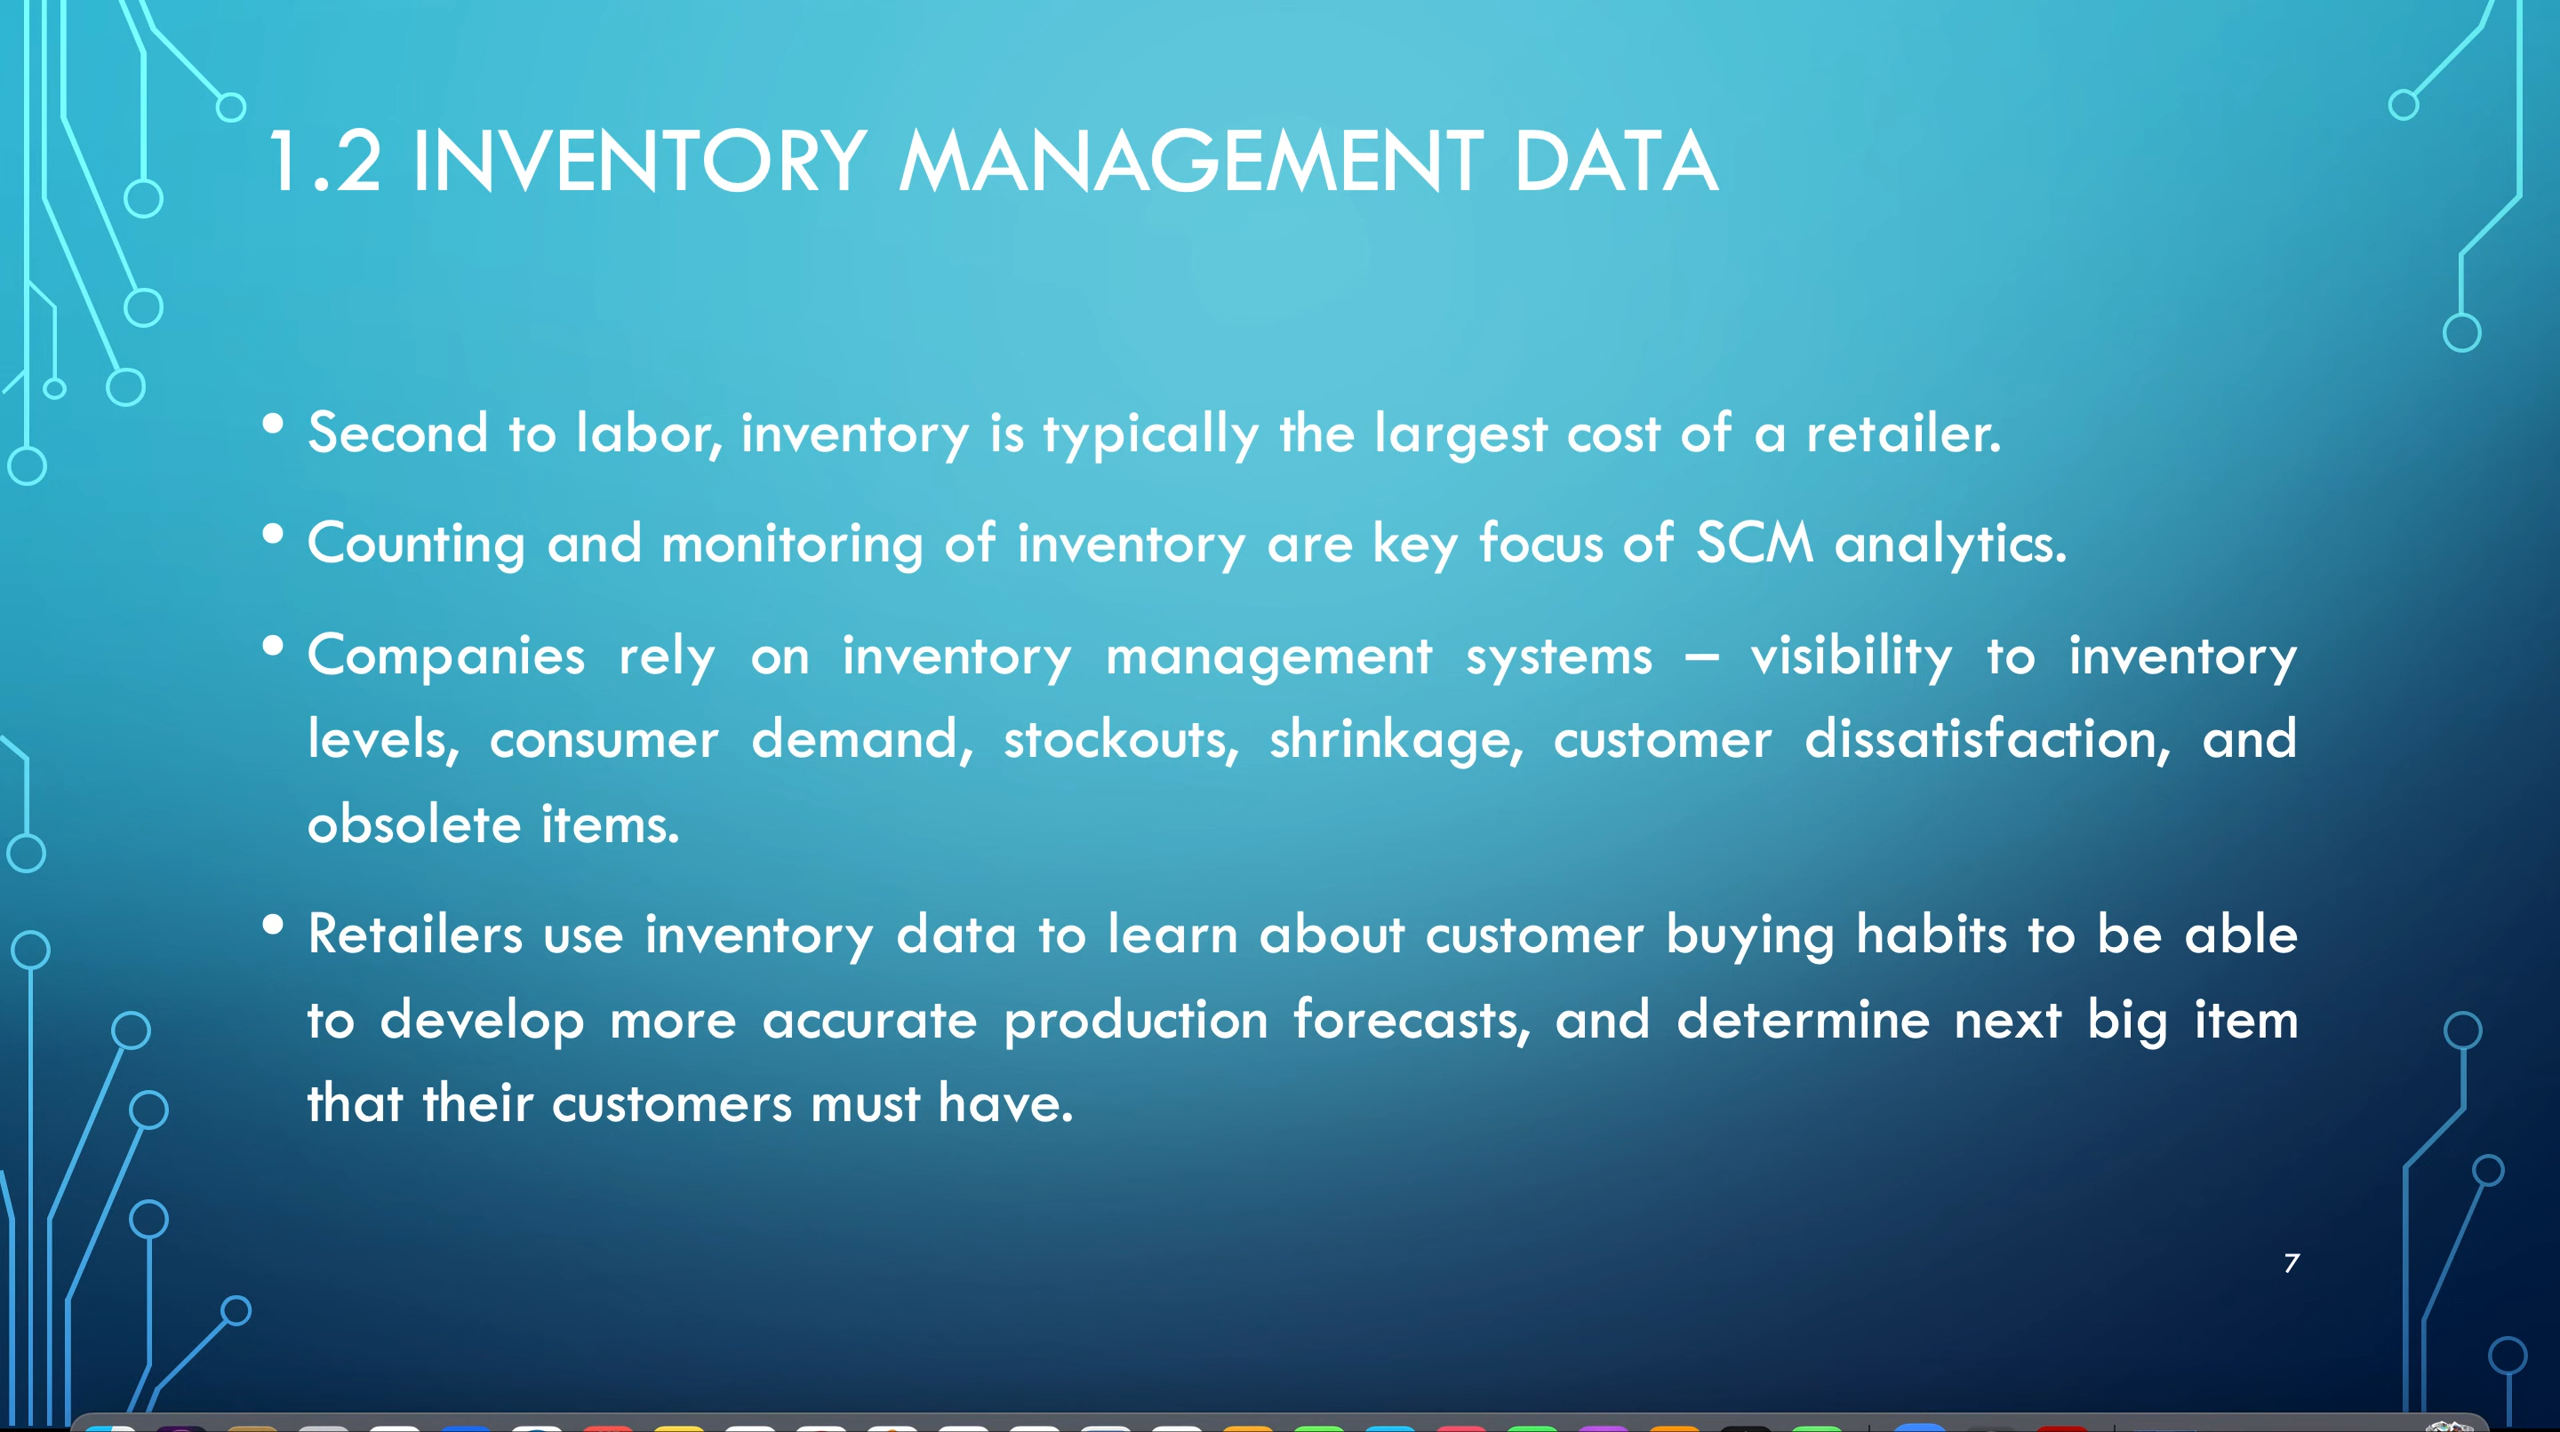 1.2 INVENTORY MANAGEMENT DATA
• Second to labor, inventory is typically the largest cost of a retailer.
• Counting and monitoring of inventory are key focus of SCM analytics.
• Companies rely on inventory management systems – visibility to inventory
levels, consumer demand, stockouts, shrinkage, customer dissatisfaction, and
obsolete items.
• Retailers use inventory data to learn about customer buying habits to be able
to develop more accurate production forecasts, and determine next big item
that their customers must have.
7